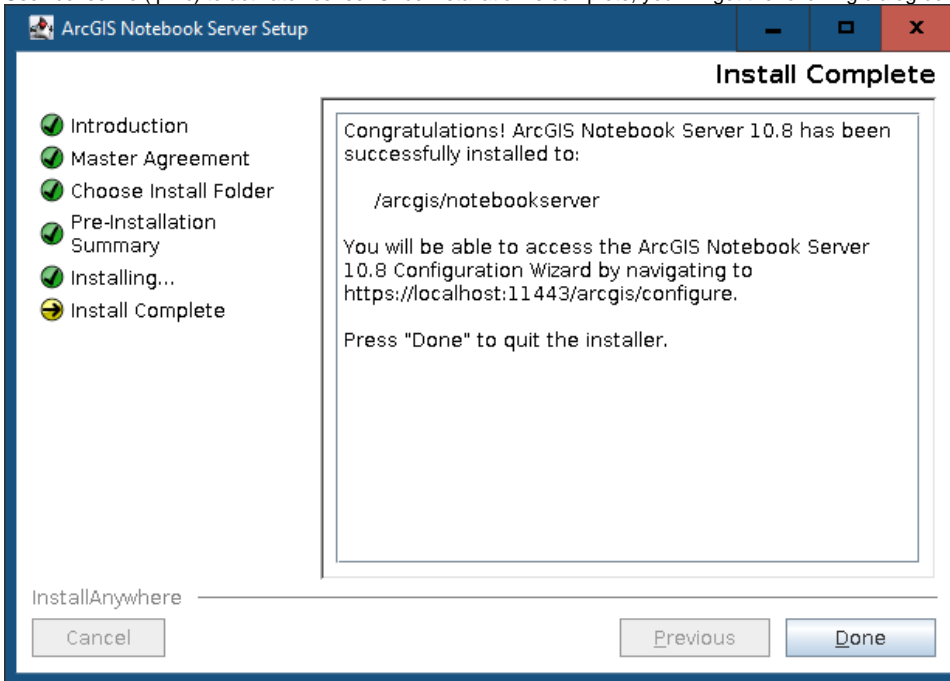 ArcGIS Notebook Server Setup
Install Complete
Introduction
Master Agreement
Choose Install Folder
Pre-Installation
Summary
Installing...
Install Complete
Congratulations! ArcGIS Notebook Server 10.8 has been
successfully installed to:
/arcgis/notebookserver
You will be able to access the ArcGIS Notebook Server
10.8 Configuration Wizard by navigating to
https://localhost:11443/arcgis/configure.
Press "Done" to quit the installer.
InstallAnywhere
Cancel
Previous
Done